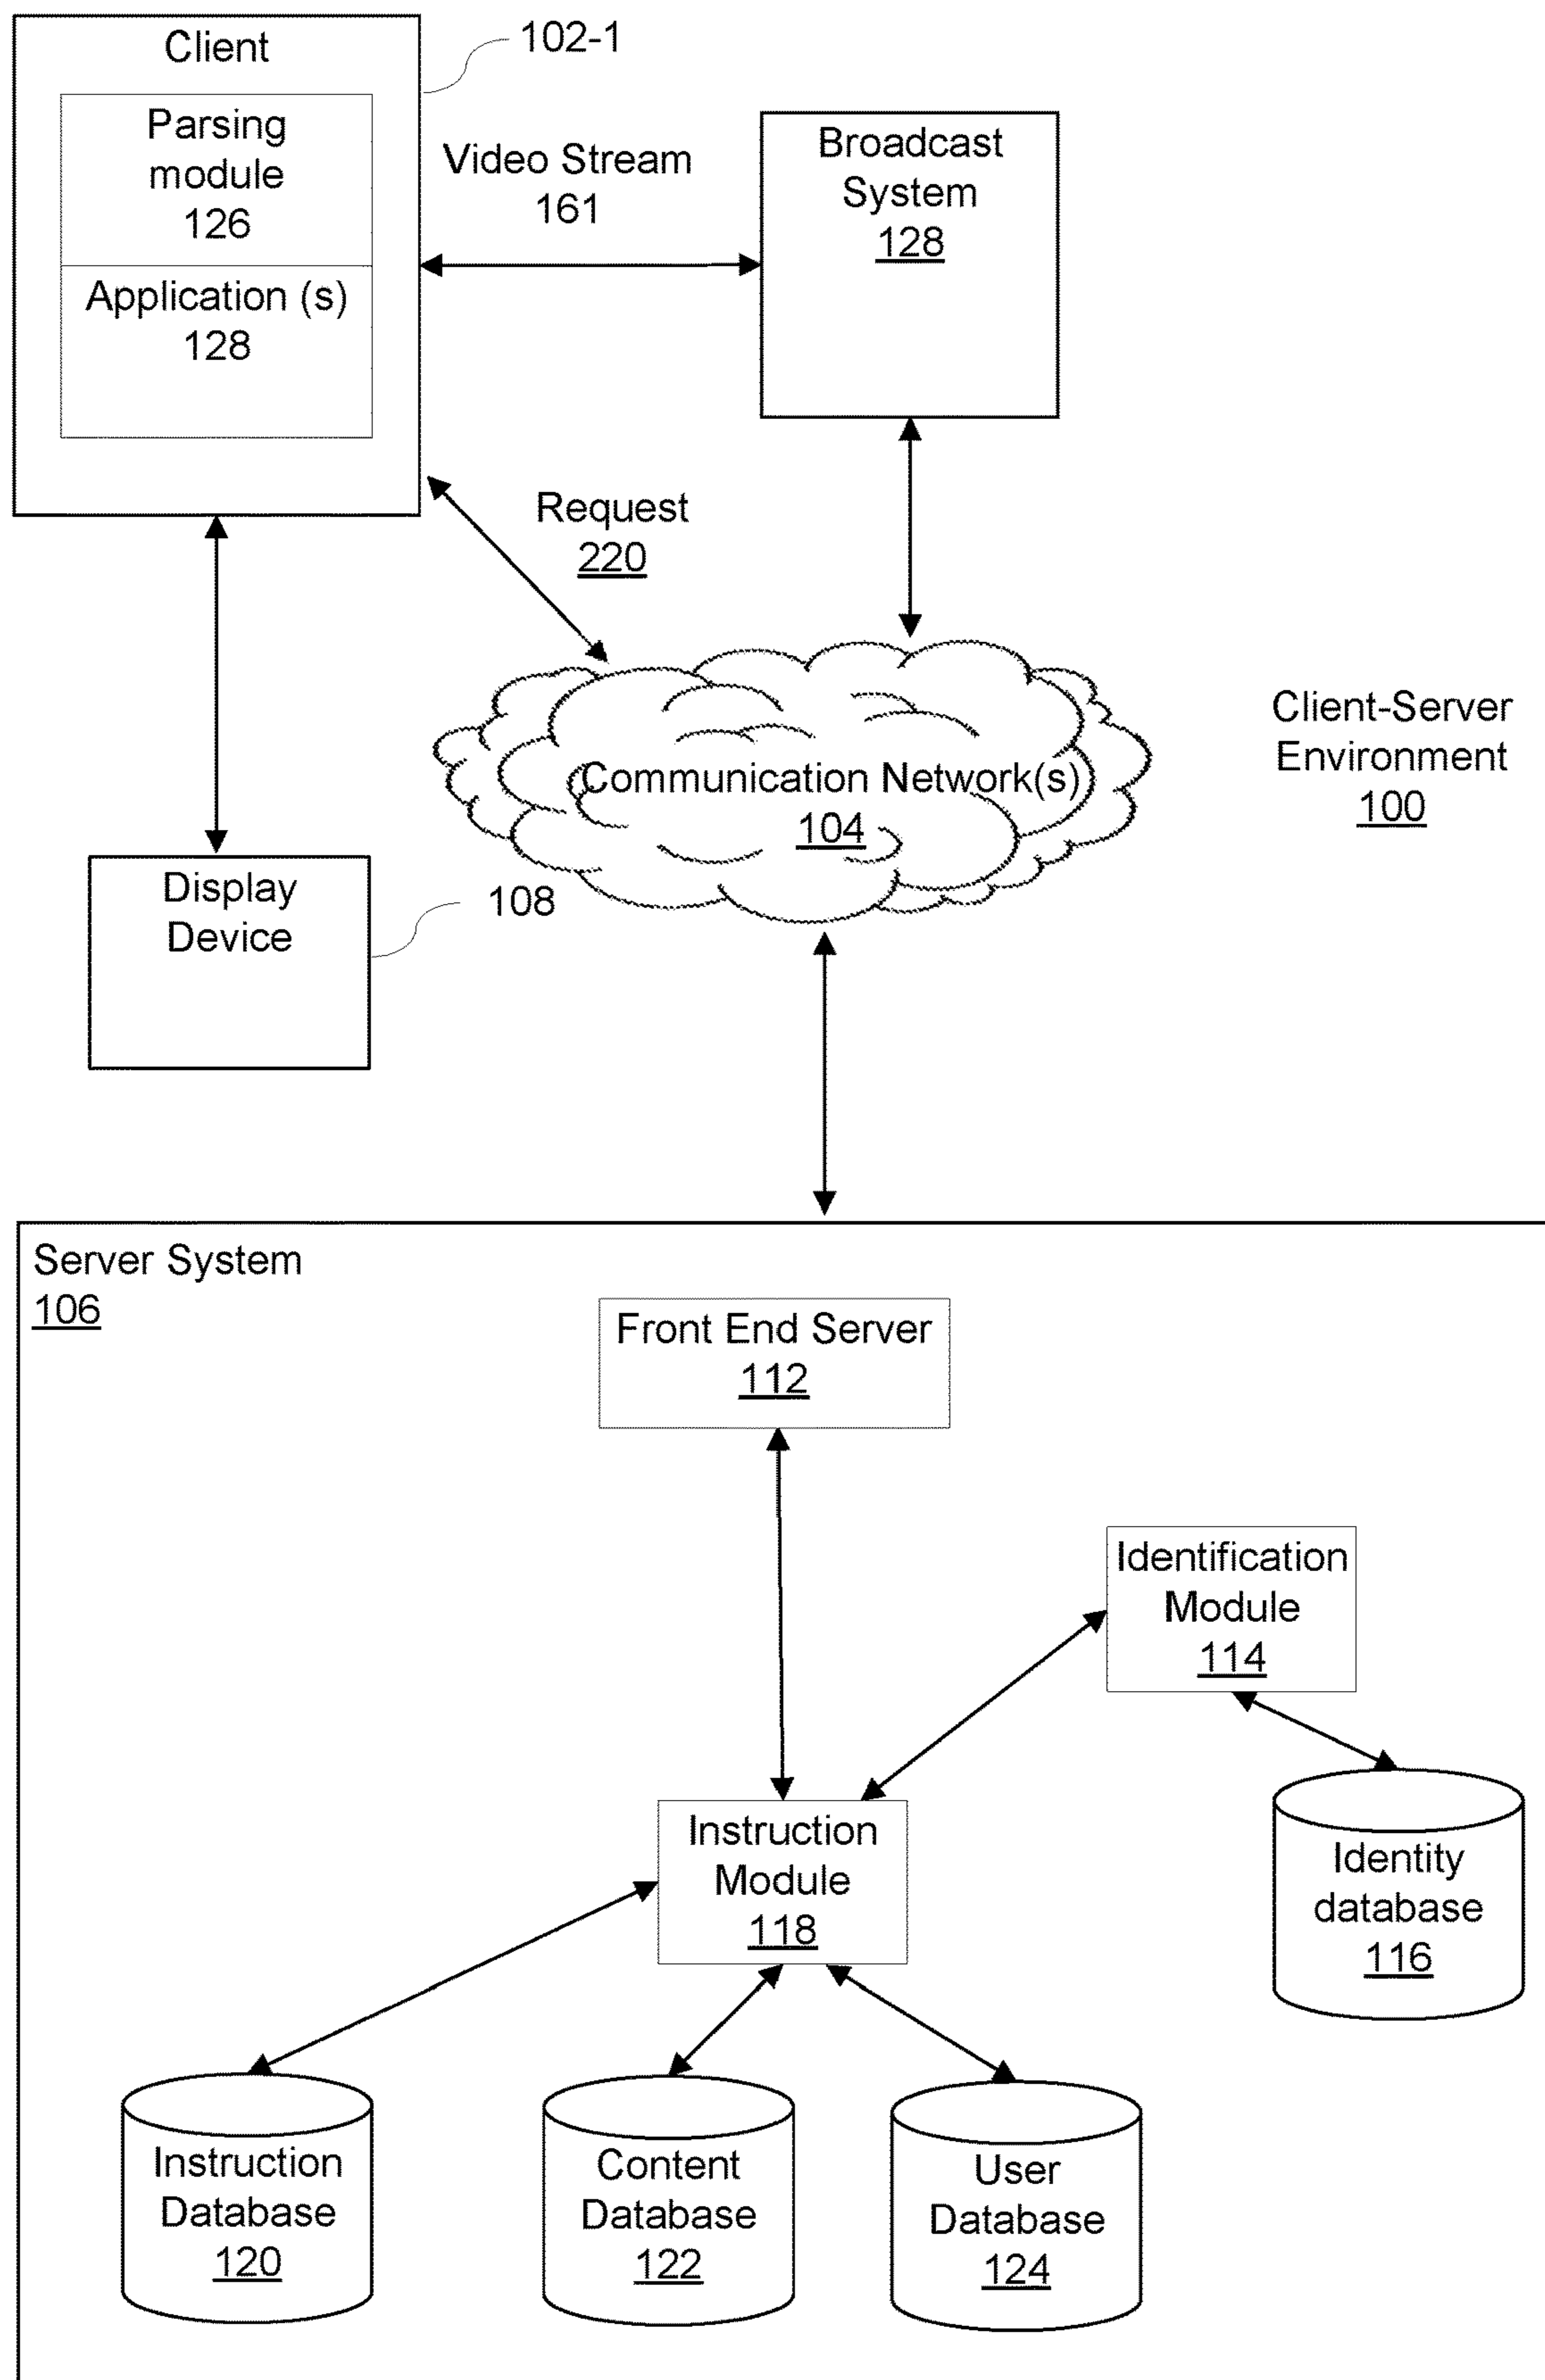 Client
102-1
Parsing
module
126
Application (s)
128
Video Stream
161
Broadcast
System
128
Request
220
Communication Network(s)
104
Client-Server
Environment
100
Display
Device
108
Server System
106
Front End Server
112
Identification
Module
114
Identity
database
116
Instruction
Module
118
Instruction
Database
120
Content
Database
122
User
Database
124